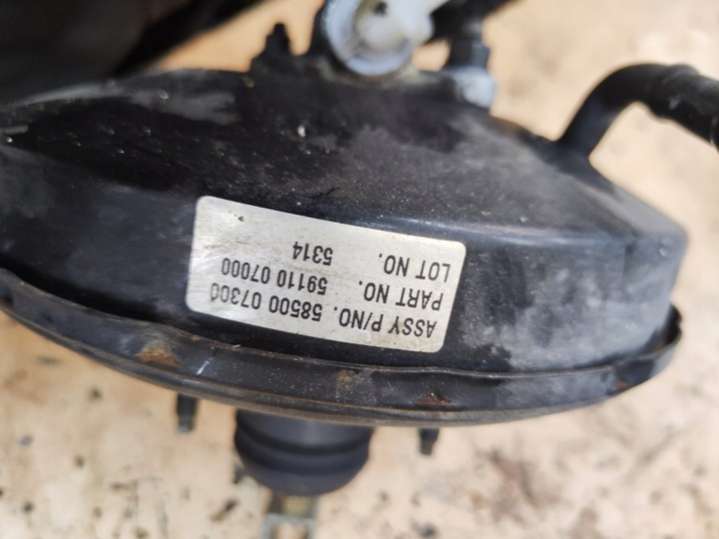 ASSY P/NO. 58500 07300
PART NO. 59110 07000
LOT NO. 5314